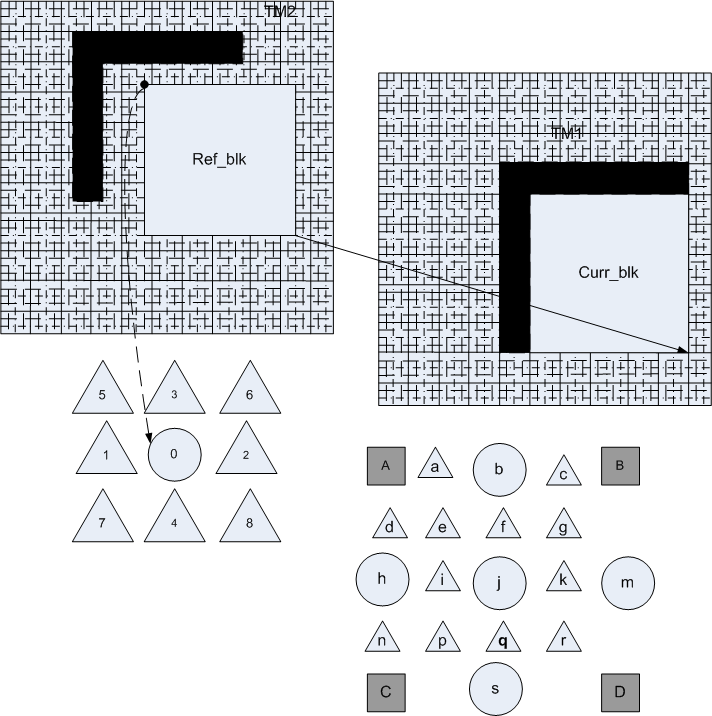 TM2
Ref_blk
TM1
Curr_blk
5 3 6
1 0 2
7 4 8
A a b c B
d e f g
h i j k m
n p q r
C s D